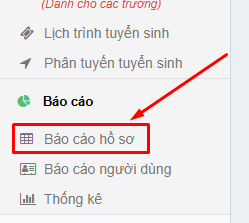 (Dành cho các trường)
Lịch trình tuyển sinh
Phân tuyến tuyển sinh
Báo cáo
Báo cáo hồ sơ
Báo cáo người dùng
Thống kê